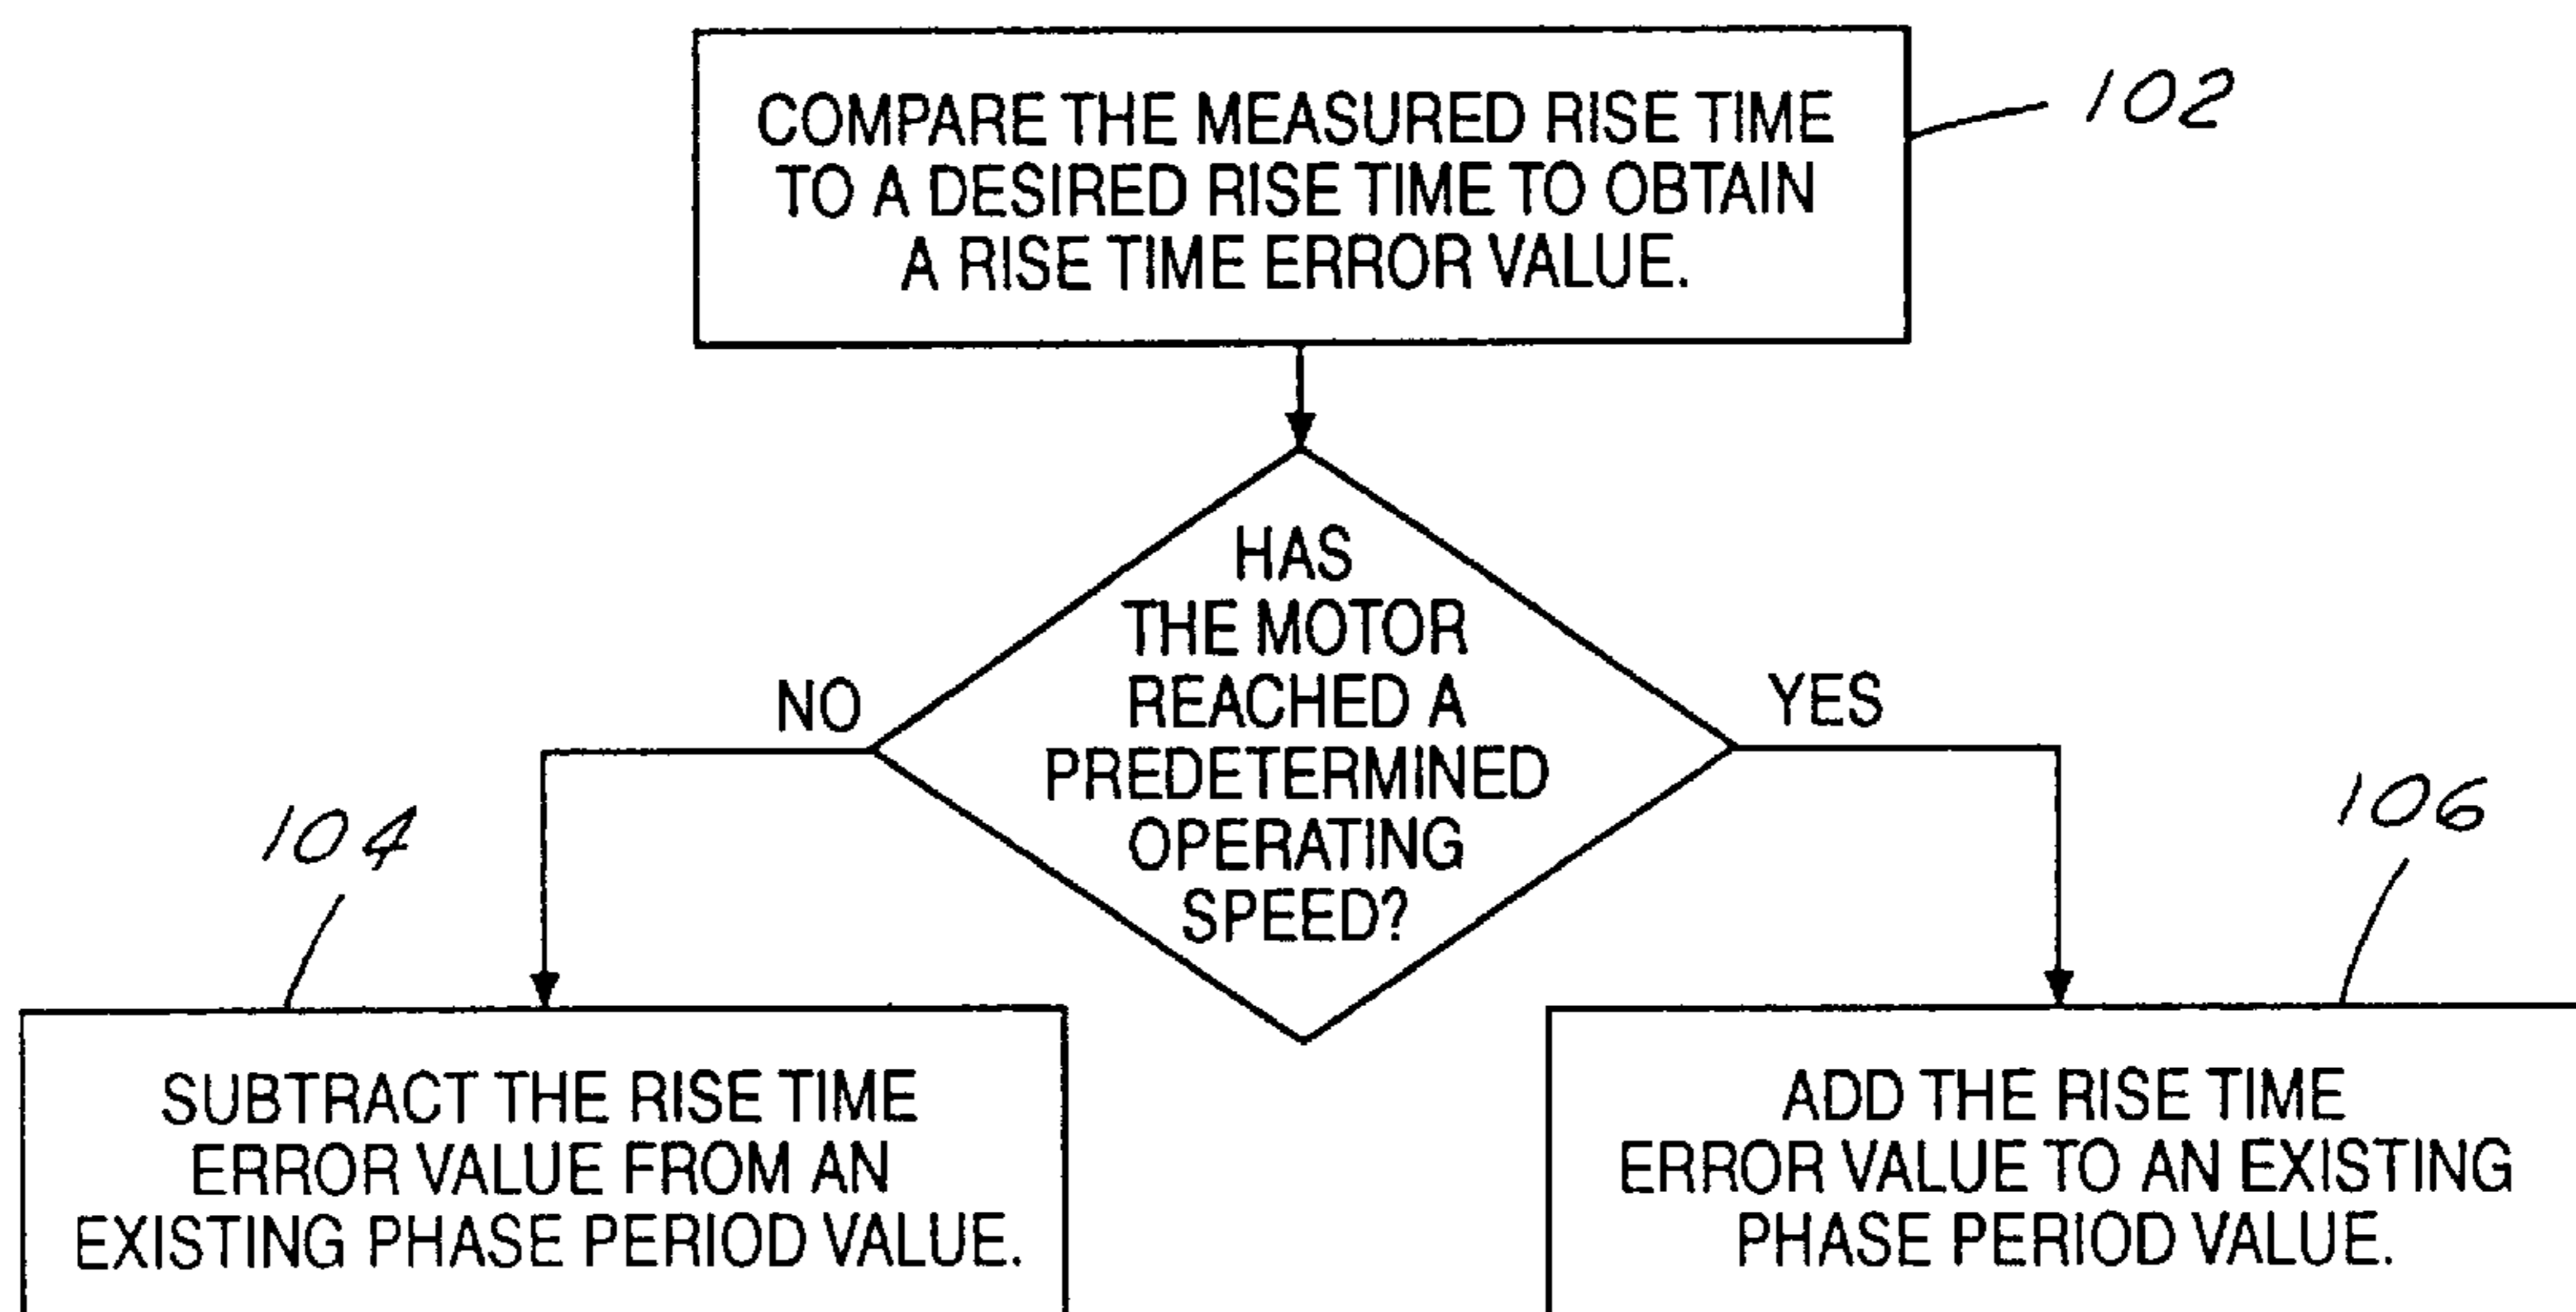 COMPARE THE MEASURED RISE TIME
TO A DESIRED RISE TIME TO OBTAIN
A RISE TIME ERROR VALUE.
102
HAS
THE MOTOR
REACHED A
PREDETERMINED
OPERATING
SPEED?
NO
YES
104
106
SUBTRACT THE RISE TIME
ERROR VALUE FROM AN
EXISTING PHASE PERIOD VALUE.
ADD THE RISE TIME
ERROR VALUE TO AN EXISTING
PHASE PERIOD VALUE.